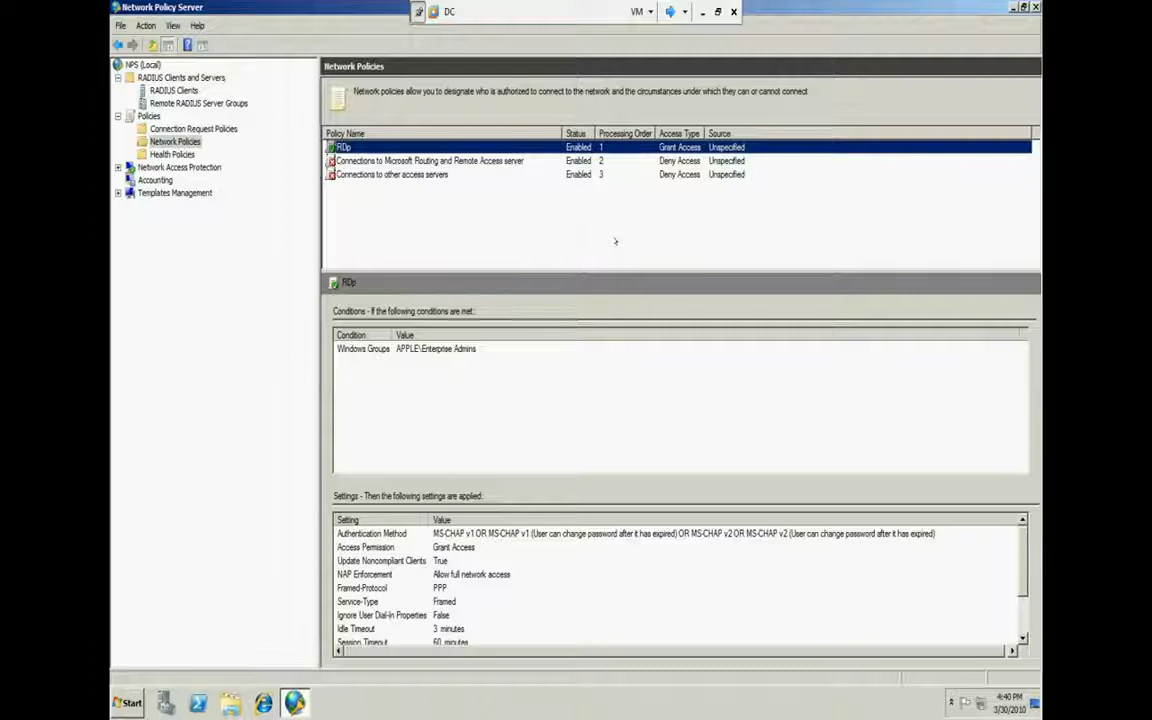 Network Policy Server
DC
VM
File Action View Help
NPS (Local)
RADIUS Clients and Servers
RADIUS Clients
Remote RADIUS Server Groups
Policies
Connection Request Policies
Network Policies
Health Policies
Network Access Protection
Accounting
Templates Management
Network Policies
Network policies allow you to designate who is authorized to connect to the network and the circumstances under which they can or cannot connect
Policy Name Status Processing Order Access Type Source
RDp Enabled 1 Grant Access Unspecified
Connections to Microsoft Routing and Remote Access server Enabled 2 Deny Access Unspecified
Connections to other access servers Enabled 3 Deny Access Unspecified
RDp
Conditions - If the following conditions are met:
Condition Value
Windows Groups APPLE\Enterprise Admins
Settings - Then the following settings are applied:
Setting Value
Authentication Method MS-CHAP v1 OR MS-CHAP v1 (User can change password after it has expired) OR MS-CHAP v2 OR MS-CHAP v2 (User can change password after it has expired)
Access Permission Grant Access
Update Noncompliant Clients True
NAP Enforcement Allow full network access
Framed-Protocol PPP
Service-Type Framed
Ignore User Dial-In Properties False
Idle Timeout 3 minutes
Session Timeout 60 minutes
Start
4:40 PM
3/30/2010